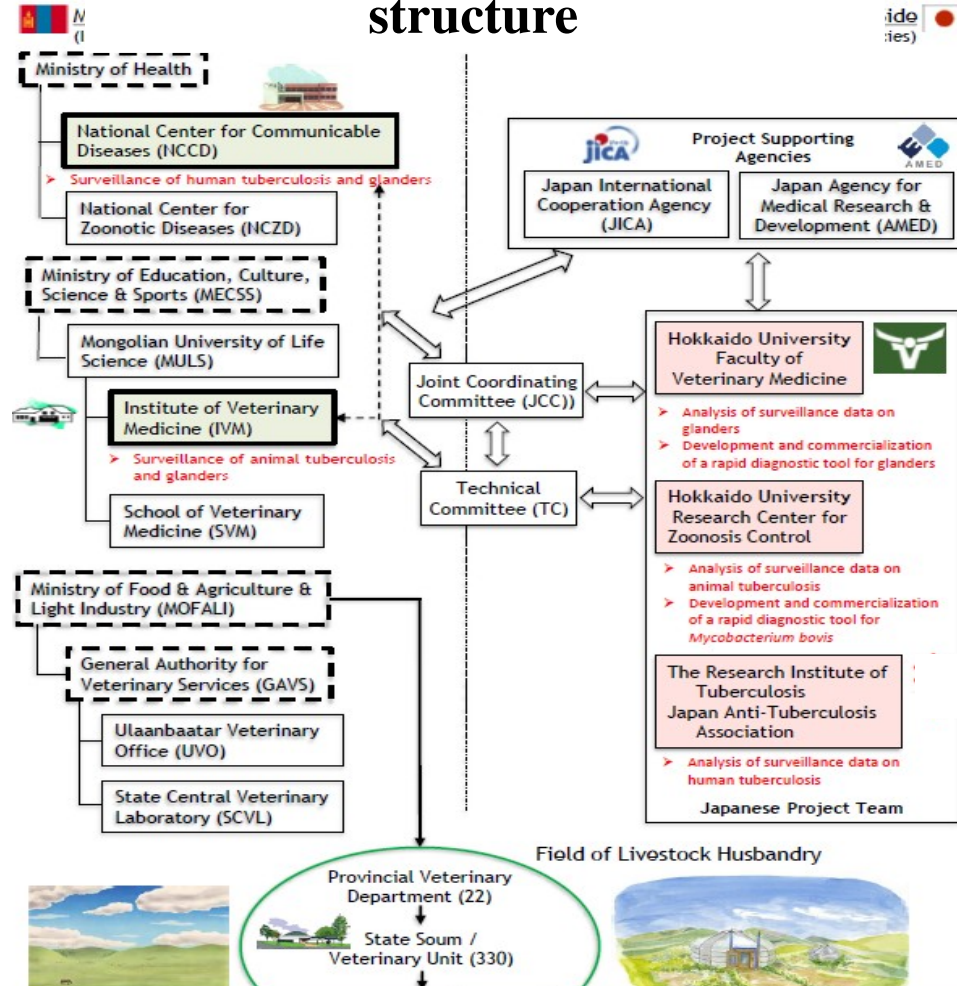 structure
ide
(I
ies)
Ministry of Health
National Center for Communicable
Diseases (NCCD)
➢ Surveillance of human tuberculosis and glanders
National Center for
Zoonotic Diseases (NCZD)
Ministry of Education, Culture,
Science & Sports (MECSS)
Mongolian University of Life
Science (MULS)
Institute of Veterinary
Medicine (IVM)
➢ Surveillance of animal tuberculosis
and glanders
School of Veterinary
Medicine (SVM)
Ministry of Food & Agriculture &
Light Industry (MOFALI)
General Authority for
Veterinary Services (GAVS)
Ulaanbaatar Veterinary
Office (UVO)
State Central Veterinary
Laboratory (SCVL)
Joint Coordinating
Committee (JCC))
Technical
Committee (TC)
jICA
Project Supporting
Agencies
AMED
Japan International
Cooperation Agency
(JICA)
Japan Agency for
Medical Research &
Development (AMED)
Hokkaido University
Faculty of
Veterinary Medicine
➢ Analysis of surveillance data on
glanders
➢ Development and commercialization
of a rapid diagnostic tool for glanders
Hokkaido University
Research Center for
Zoonosis Control
➢ Analysis of surveillance data on
animal tuberculosis
➢ Development and commercialization
of a rapid diagnostic tool for
Mycobacterium bovis
The Research Institute of
Tuberculosis
Japan Anti-Tuberculosis
Association
➢ Analysis of surveillance data on
human tuberculosis
Japanese Project Team
Field of Livestock Husbandry
Provincial Veterinary
Department (22)
State Soum /
Veterinary Unit (330)